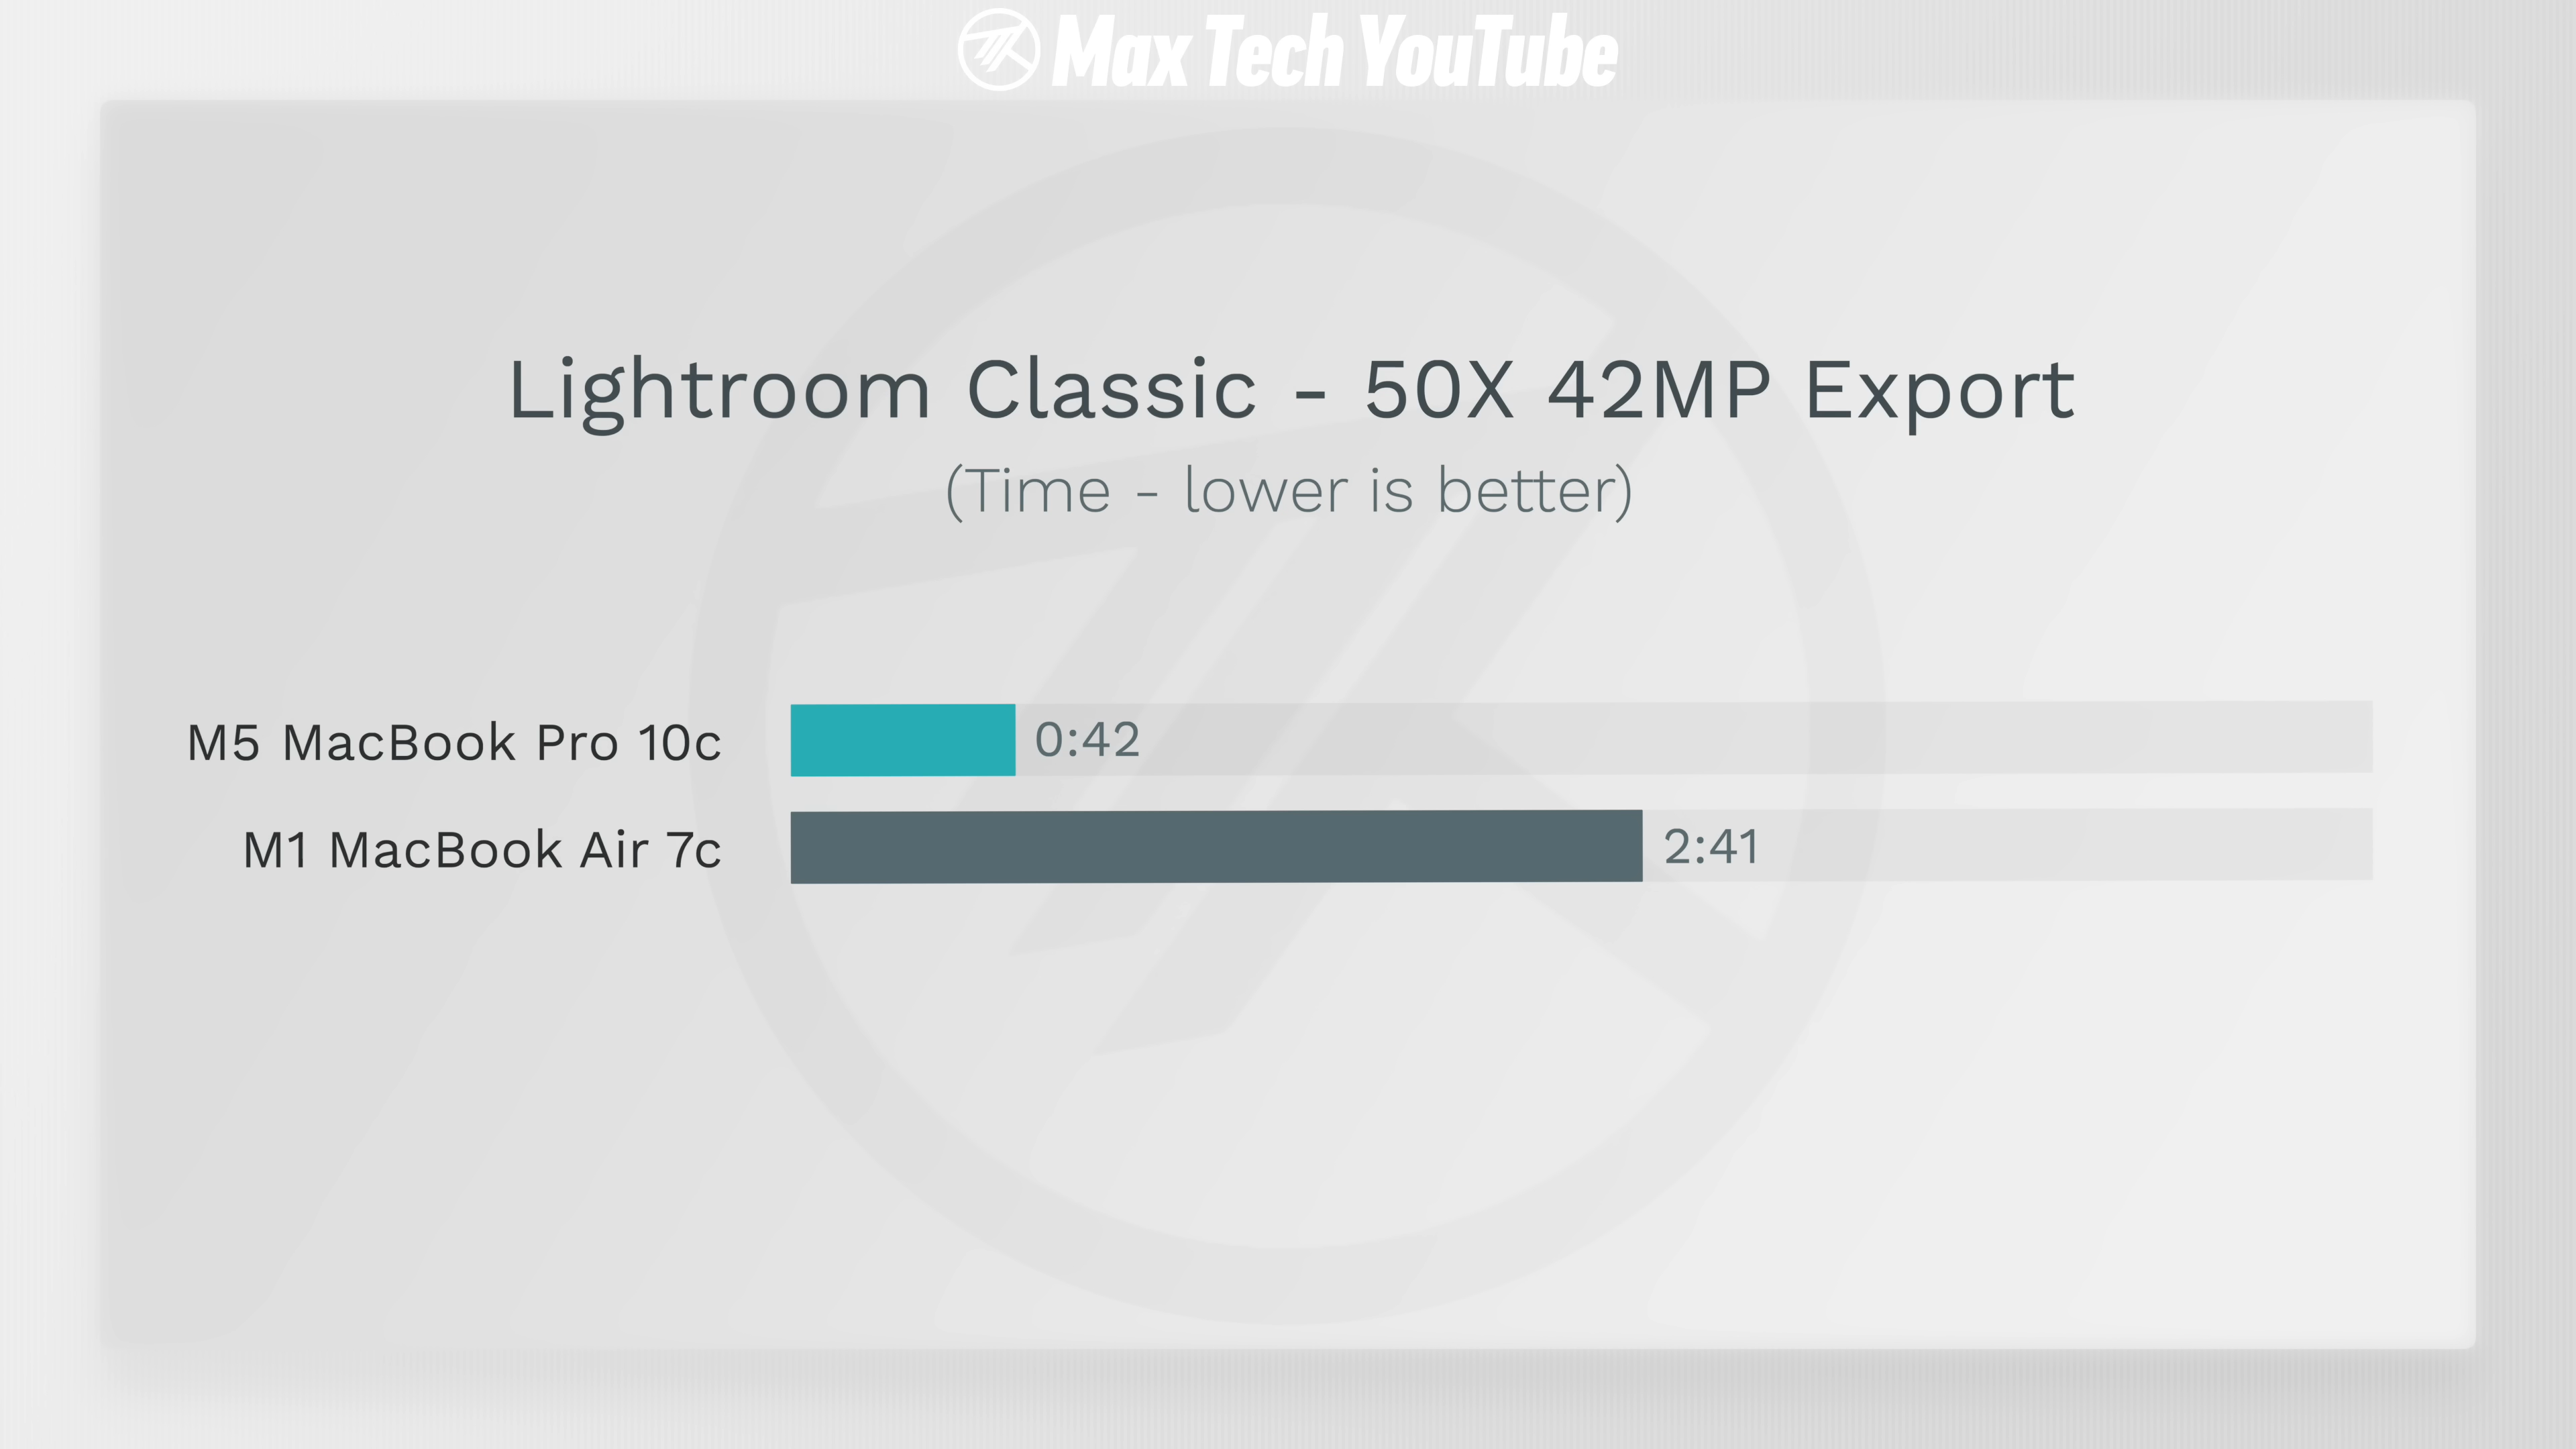 Max Tech YouTube
Lightroom Classic - 50X 42MP Export
(Time - lower is better)
M5 MacBook Pro 10c 0:42
M1 MacBook Air 7c 2:41